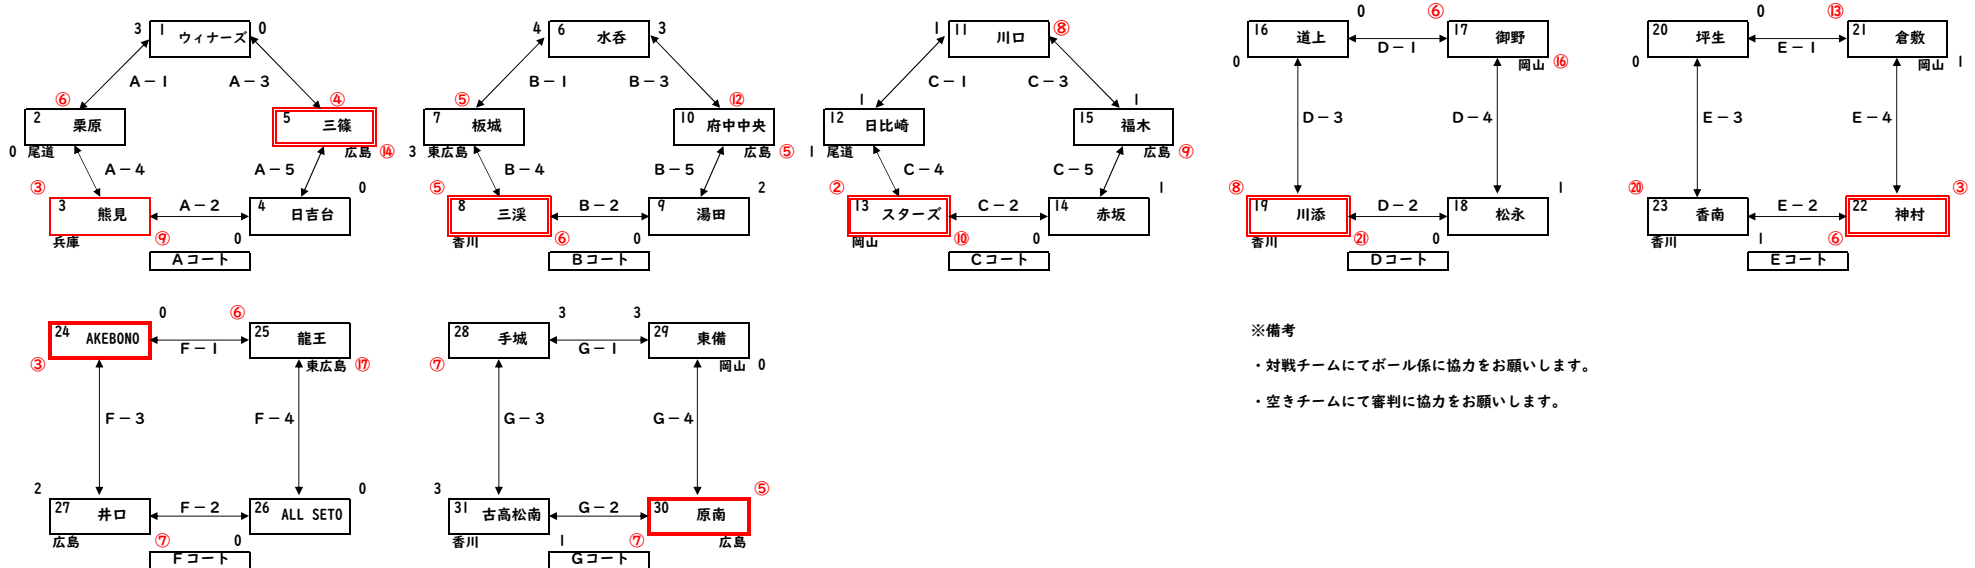 3 1 ウィナーズ 0
A－1 A－3
⑥ ④
2 栗原 5 三篠
0 尾道 広島 ⑭
A－4 A－5
③ 0
3 熊見 A－2 4 日吉台
兵庫 ⑨ 0
Aコート
4 6 水呑 3
B－1 B－3
⑤ ⑫
7 板城 10 府中中央
3 東広島 広島 ⑤
B－4 B－5
⑤ 2
8 三渓 B－2 9 湯田
香川 ⑥ 0
Bコート
1 11 川口 ⑧
C－1 C－3
1 1
12 日比崎 15 福木
1 尾道 広島 ⑨
C－4 C－5
② 1
13 スターズ C－2 14 赤坂
岡山 ⑩ 0
Cコート
0 ⑥
16 道上 D－1 17 御野
0 岡山 ⑯
D－3 D－4
⑧ 1
19 川添 D－2 18 松永
香川 ㉑ 0
Dコート
0 ⑬
20 坪生 E－1 21 倉敷
0 岡山 1
E－3 E－4
⑳ ③
23 香南 E－2 22 神村
香川 1 ⑥
Eコート
0 ⑥
24 AKEBONO F－1 25 龍王
③ 東広島 ⑰
F－3 F－4
2 0
27 井口 F－2 26 ALL SETO
広島 ⑦ 0
Fコート
3 3
28 手城 G－1 29 東備
⑦ 岡山 0
G－3 G－4
3 ⑤
31 古高松南 G－2 30 原南
香川 1 ⑦ 広島
Gコート
※備考
・対戦チームにてボール係に協力をお願いします。
・空きチームにて審判に協力をお願いします。